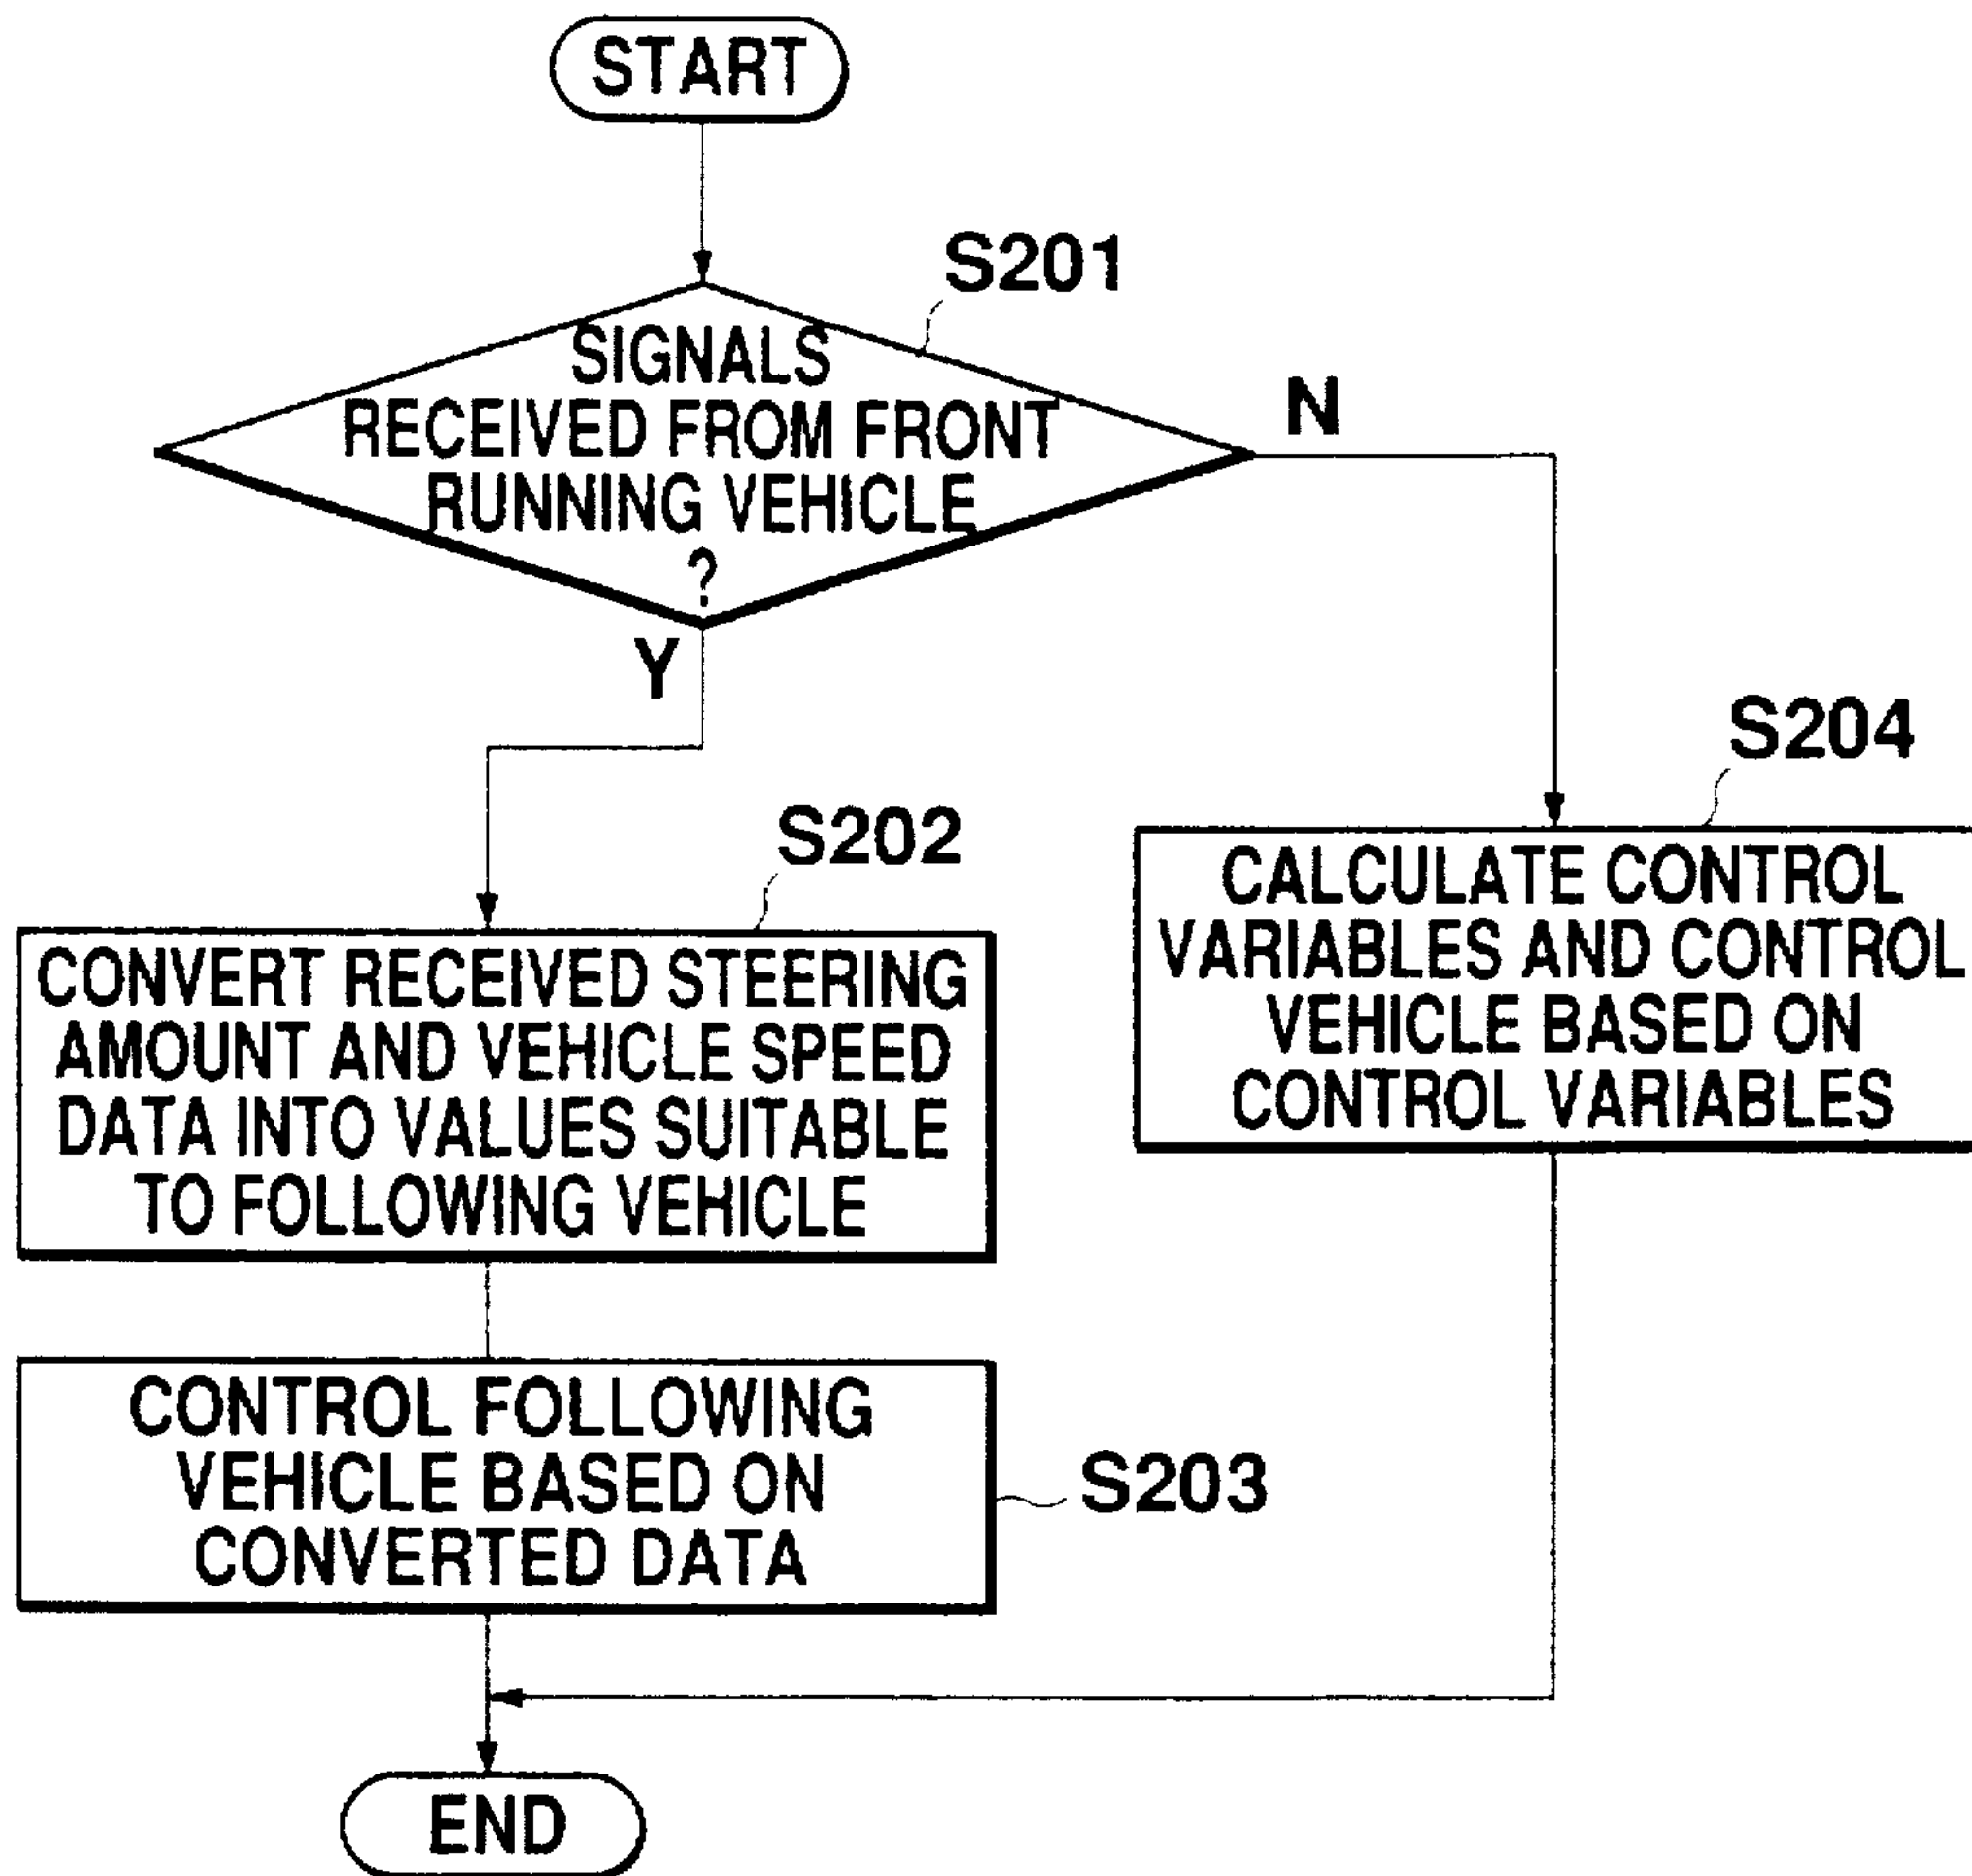 START
S201
SIGNALS
RECEIVED FROM FRONT
RUNNING VEHICLE
?
N
Y
S202
CONVERT RECEIVED STEERING
AMOUNT AND VEHICLE SPEED
DATA INTO VALUES SUITABLE
TO FOLLOWING VEHICLE
S204
CALCULATE CONTROL
VARIABLES AND CONTROL
VEHICLE BASED ON
CONTROL VARIABLES
CONTROL FOLLOWING
VEHICLE BASED ON
CONVERTED DATA
S203
END